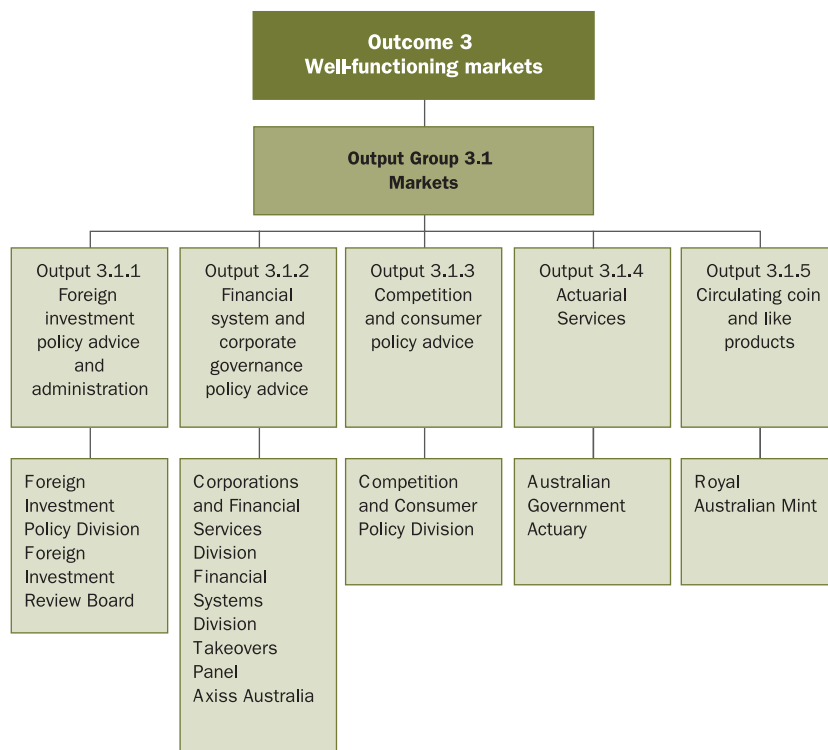 Outcome 3
Well-functioning markets
Output Group 3.1
Markets
Output 3.1.1
Foreign
investment
policy advice
and
administration
Output 3.1.2
Financial
system and
corporate
governance
policy advice
Output 3.1.3
Competition
and consumer
policy advice
Output 3.1.4
Actuarial
Services
Output 3.1.5
Circulating coin
and like
products
Foreign
Investment
Policy Division
Foreign
Investment
Review Board
Corporations
and Financial
Services
Division
Financial
Systems
Division
Takeovers
Panel
Axiss Australia
Competition
and Consumer
Policy Division
Australian
Government
Actuary
Royal
Australian Mint